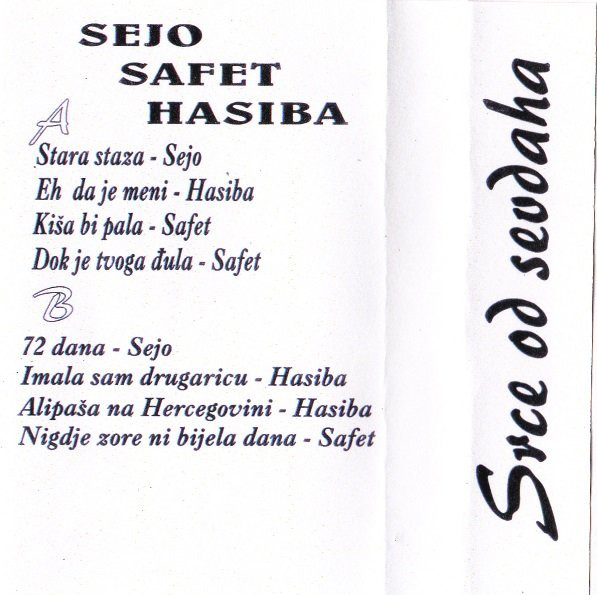 SEJO
SAFET
HASIBA
A
Stara staza - Sejo
Eh da je meni - Hasiba
Kiša bi pala - Safet
Dok je tvoga đula - Safet
B
72 dana - Sejo
Imala sam drugaricu - Hasiba
Alipaša na Hercegovini - Hasiba
Nigdje zore ni bijela dana - Safet
Srce od sevdaha